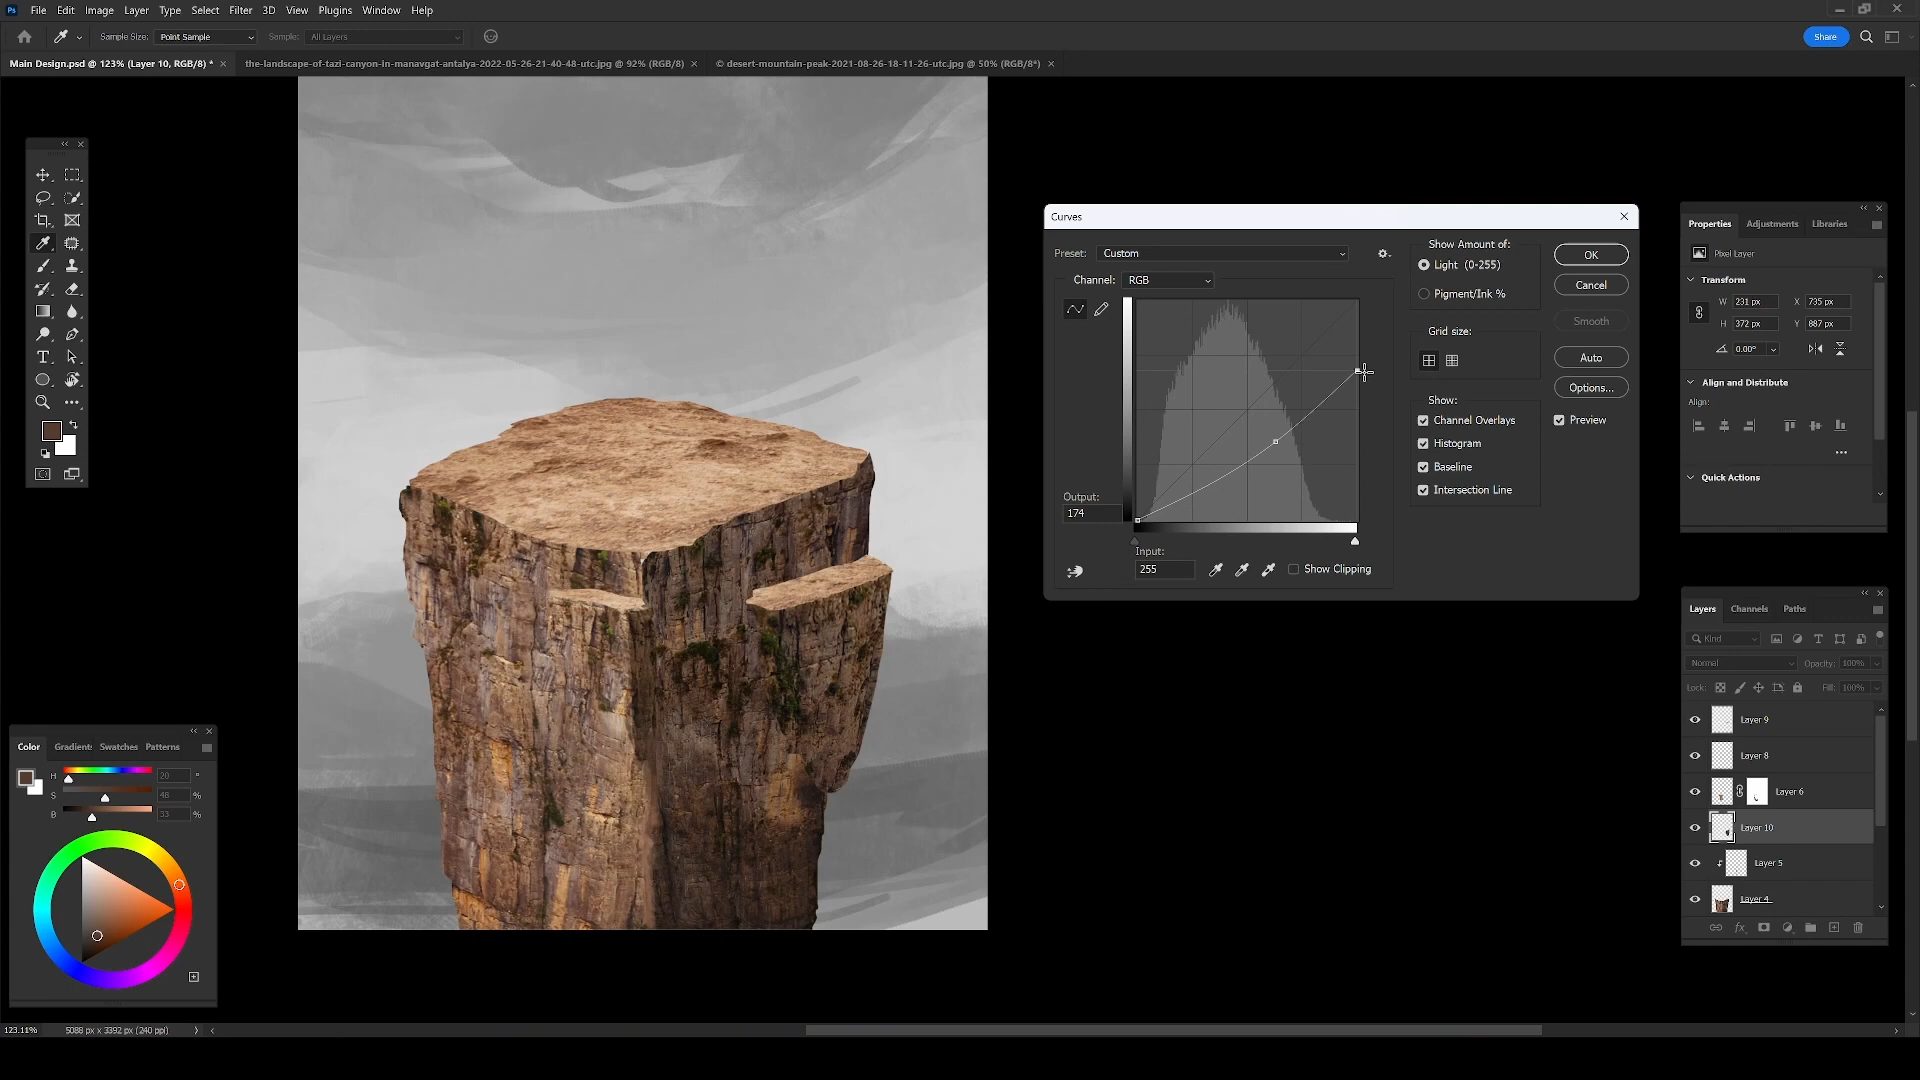 Ps File Edit Image Layer Type Select Filter 3D View Plugins Window Help
Sample Size: Point Sample Sample: All Layers Share
Main Design.psd @ 123% (Layer 10, RGB/8) * the-landscape-of-tazi-canyon-in-manavgat-antalya-2022-05-26-21-40-48-utc.jpg @ 92% (RGB/8) © desert-mountain-peak-2021-08-26-18-11-26-utc.jpg @ 50% (RGB/8*)
Curves
Preset: Custom
Channel: RGB
Output:
174
Input:
255
Show Clipping
Show Amount of:
Light (0-255)
Pigment/Ink %
Grid size:
Show:
Channel Overlays
Histogram
Baseline
Intersection Line
OK
Cancel
Smooth
Auto
Options...
Preview
Properties Adjustments Libraries
Pixel Layer
Transform
W 231 px X 735 px
H 372 px Y 887 px
0.00°
Align and Distribute
Align:
Quick Actions
Layers Channels Paths
Kind
Normal Opacity: 100%
Lock: Fill: 100%
Layer 9
Layer 8
Layer 6
Layer 10
Layer 5
Layer 4
fx
Color Gradients Swatches Patterns
H 20 °
S 48 %
B 33 %
123.11% 5088 px x 3392 px (240 ppi)